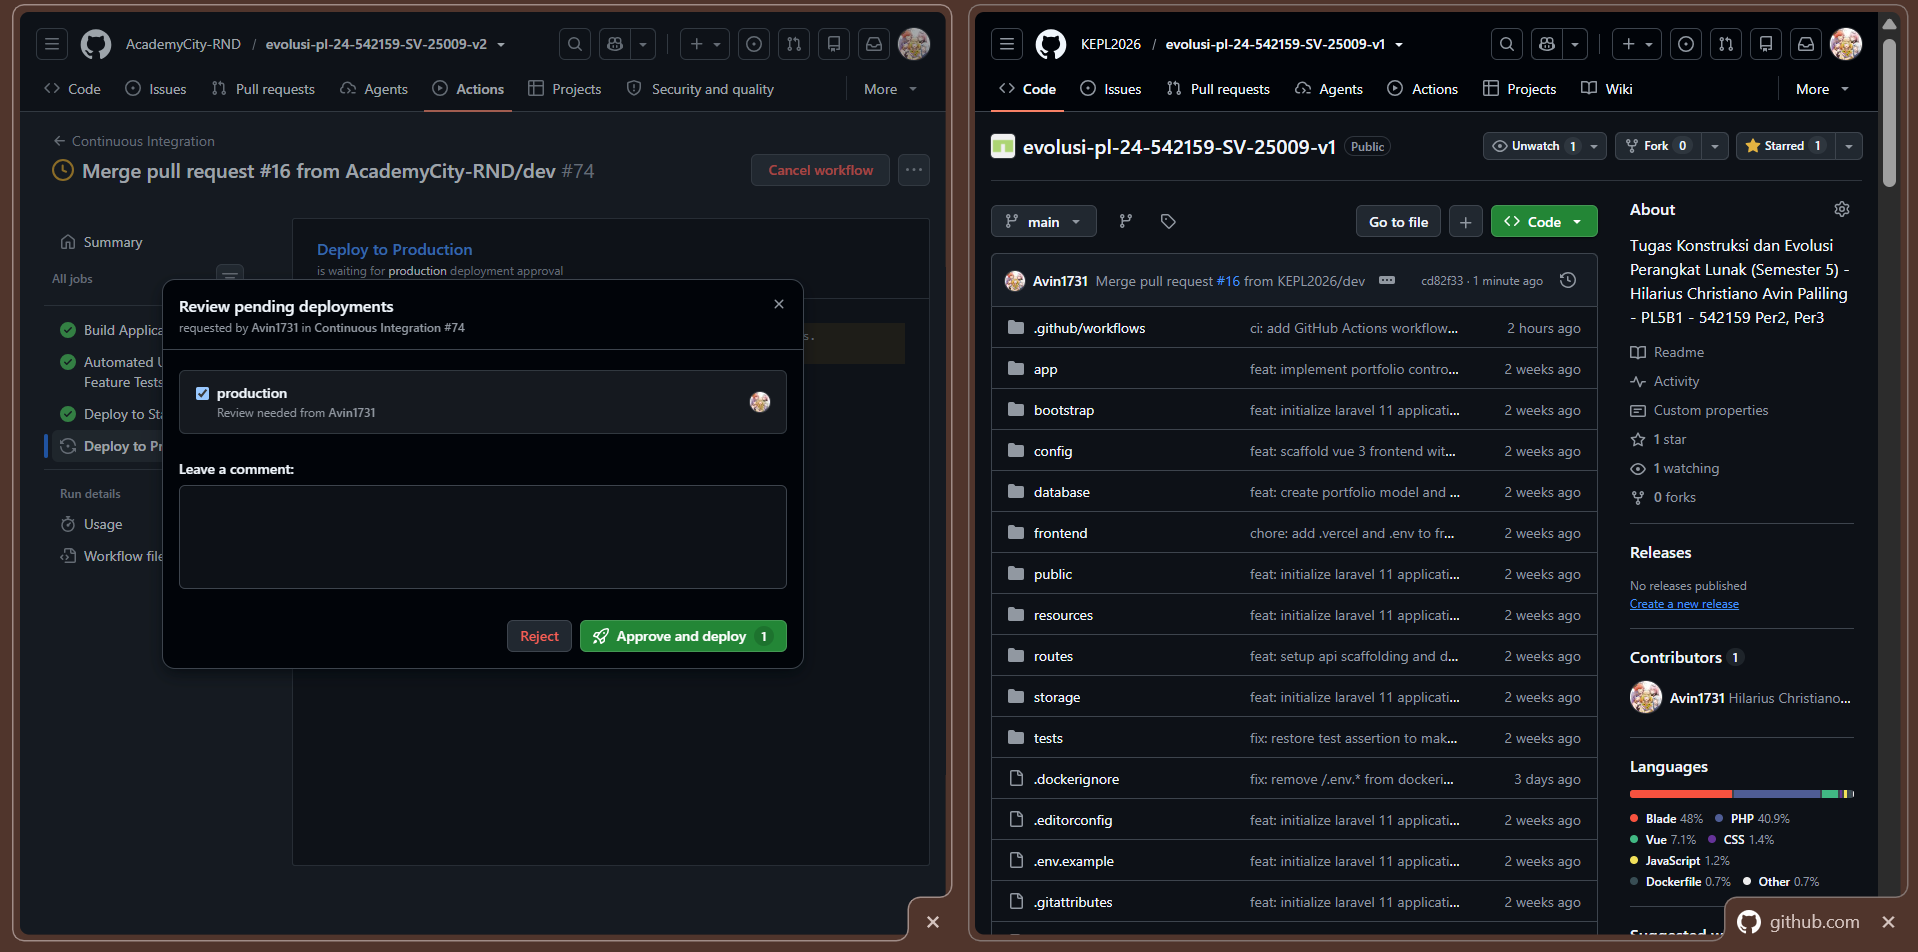 AcademyCity-RND / evolusi-pl-24-542159-SV-25009-v2
Code Issues Pull requests Agents Actions Projects Security and quality More
Continuous Integration
Merge pull request #16 from AcademyCity-RND/dev #74
Cancel workflow
Summary
All jobs
Build Applica
Automated U
Feature Tests
Deploy to Sta
Deploy to Pr
Run details
Usage
Workflow file
Deploy to Production
is waiting for production deployment approval
s.
Review pending deployments
requested by Avin1731 in Continuous Integration #74
production
Review needed from Avin1731
Leave a comment:
Reject
Approve and deploy 1
KEPL2026 / evolusi-pl-24-542159-SV-25009-v1
Code Issues Pull requests Agents Actions Projects Wiki More
evolusi-pl-24-542159-SV-25009-v1 Public
Unwatch 1
Fork 0
Starred 1
main
Go to file
Code
Avin1731 Merge pull request #16 from KEPL2026/dev cd82f33 · 1 minute ago
.github/workflows ci: add GitHub Actions workflow... 2 hours ago
app feat: implement portfolio contro... 2 weeks ago
bootstrap feat: initialize laravel 11 applicati... 2 weeks ago
config feat: scaffold vue 3 frontend wit... 2 weeks ago
database feat: create portfolio model and ... 2 weeks ago
frontend chore: add .vercel and .env to fr... 2 weeks ago
public feat: initialize laravel 11 applicati... 2 weeks ago
resources feat: initialize laravel 11 applicati... 2 weeks ago
routes feat: setup api scaffolding and d... 2 weeks ago
storage feat: initialize laravel 11 applicati... 2 weeks ago
tests fix: restore test assertion to mak... 2 weeks ago
.dockerignore fix: remove /.env.* from dockeri... 3 days ago
.editorconfig feat: initialize laravel 11 applicati... 2 weeks ago
.env.example feat: initialize laravel 11 applicati... 2 weeks ago
.gitattributes feat: initialize laravel 11 applicati... 2 weeks ago
About
Tugas Konstruksi dan Evolusi
Perangkat Lunak (Semester 5) -
Hilarius Christiano Avin Paliling
- PL5B1 - 542159 Per2, Per3
Readme
Activity
Custom properties
1 star
1 watching
0 forks
Releases
No releases published
Create a new release
Contributors 1
Avin1731 Hilarius Christiano...
Languages
Blade 48% PHP 40.9%
Vue 7.1% CSS 1.4%
JavaScript 1.2%
Dockerfile 0.7% Other 0.7%
github.com